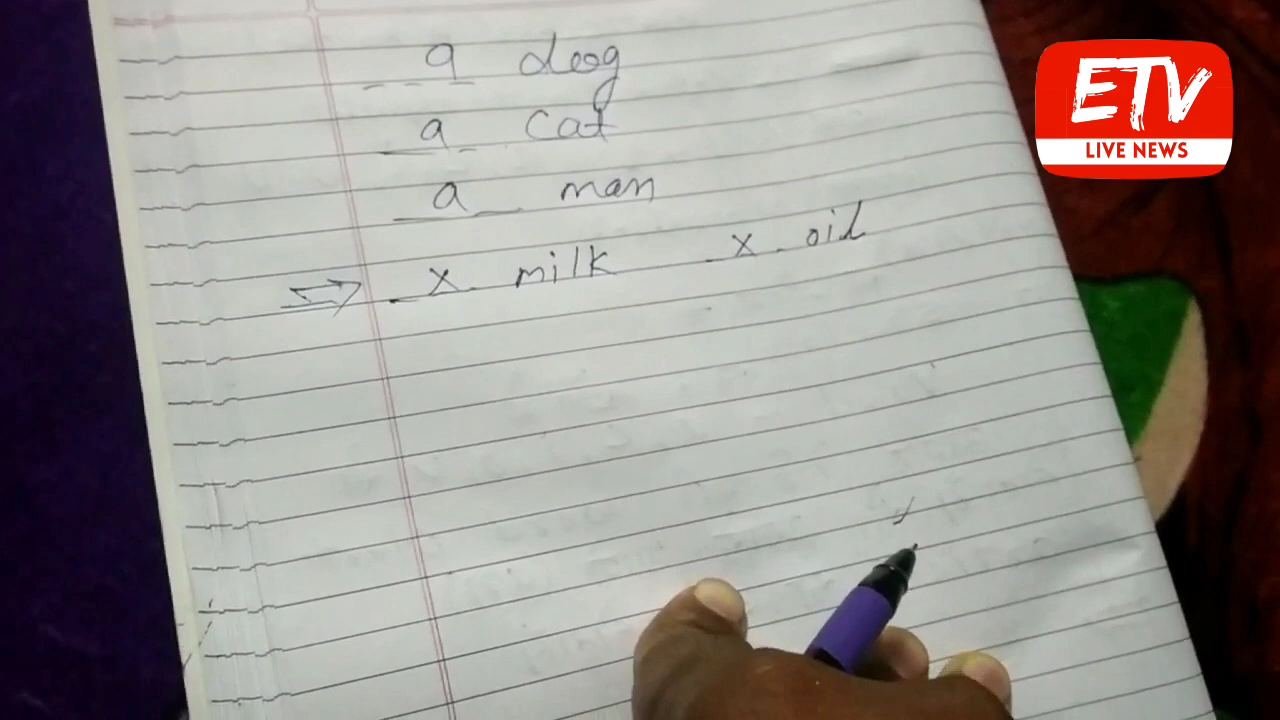 a dog
a cat
a man
⇒ x milk x oil
ETV
LIVE NEWS